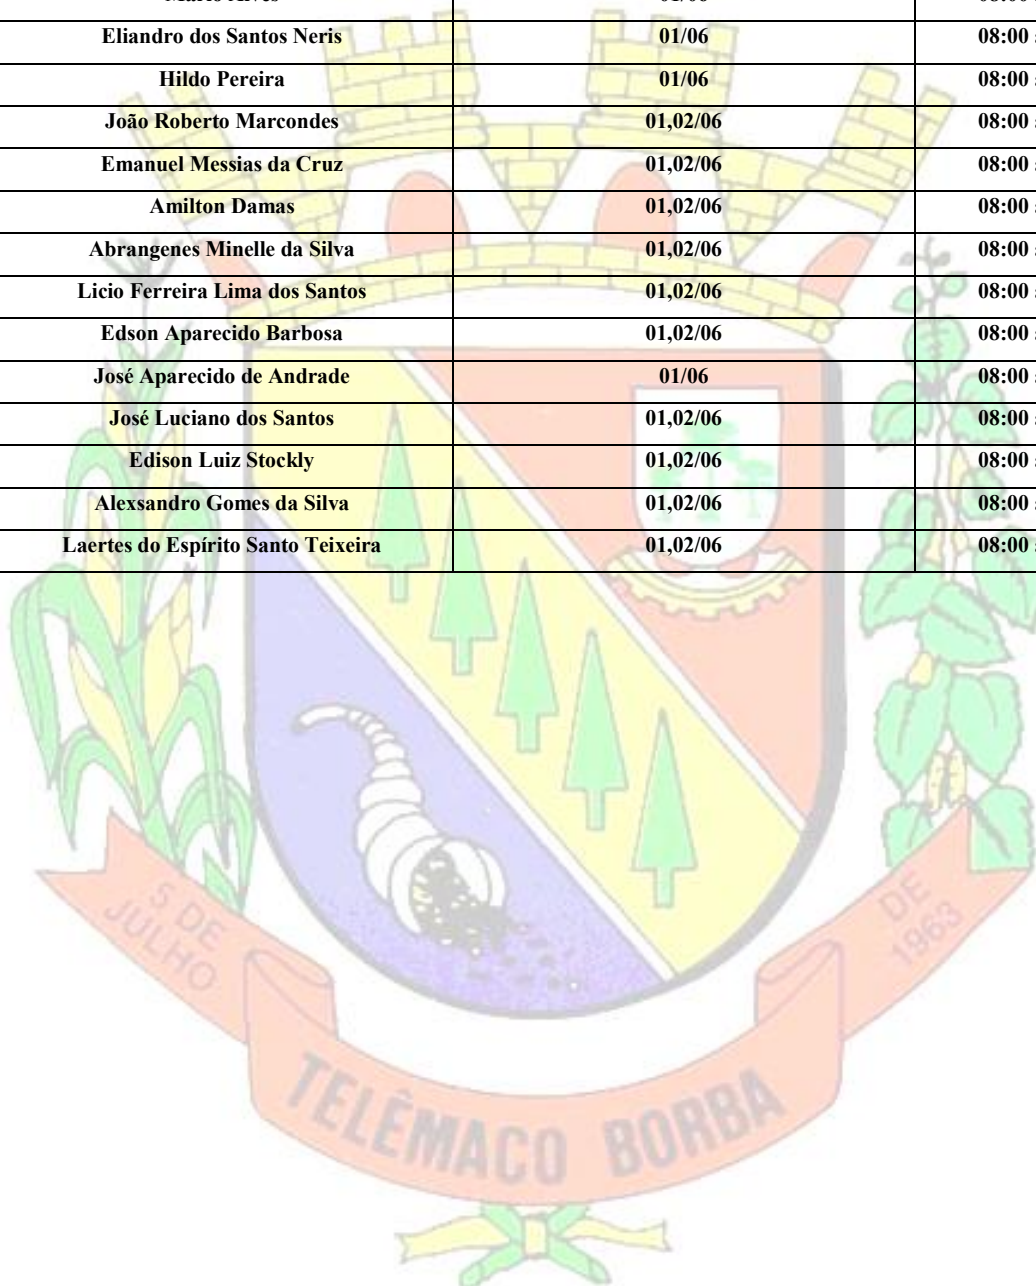 Eliandro dos Santos Neris 01/06 08:00
Hildo Pereira 01/06 08:00
João Roberto Marcondes 01,02/06 08:00
Emanuel Messias da Cruz 01,02/06 08:00
Amilton Damas 01,02/06 08:00
Abrangenes Minelle da Silva 01,02/06 08:00
Licio Ferreira Lima dos Santos 01,02/06 08:00
Edson Aparecido Barbosa 01,02/06 08:00
José Aparecido de Andrade 01/06 08:00
José Luciano dos Santos 01,02/06 08:00
Edison Luiz Stockly 01,02/06 08:00
Alexsandro Gomes da Silva 01,02/06 08:00
Laertes do Espírito Santo Teixeira 01,02/06 08:00
5 DE
JULHO
DE
1963
TELÊMACO BORBA